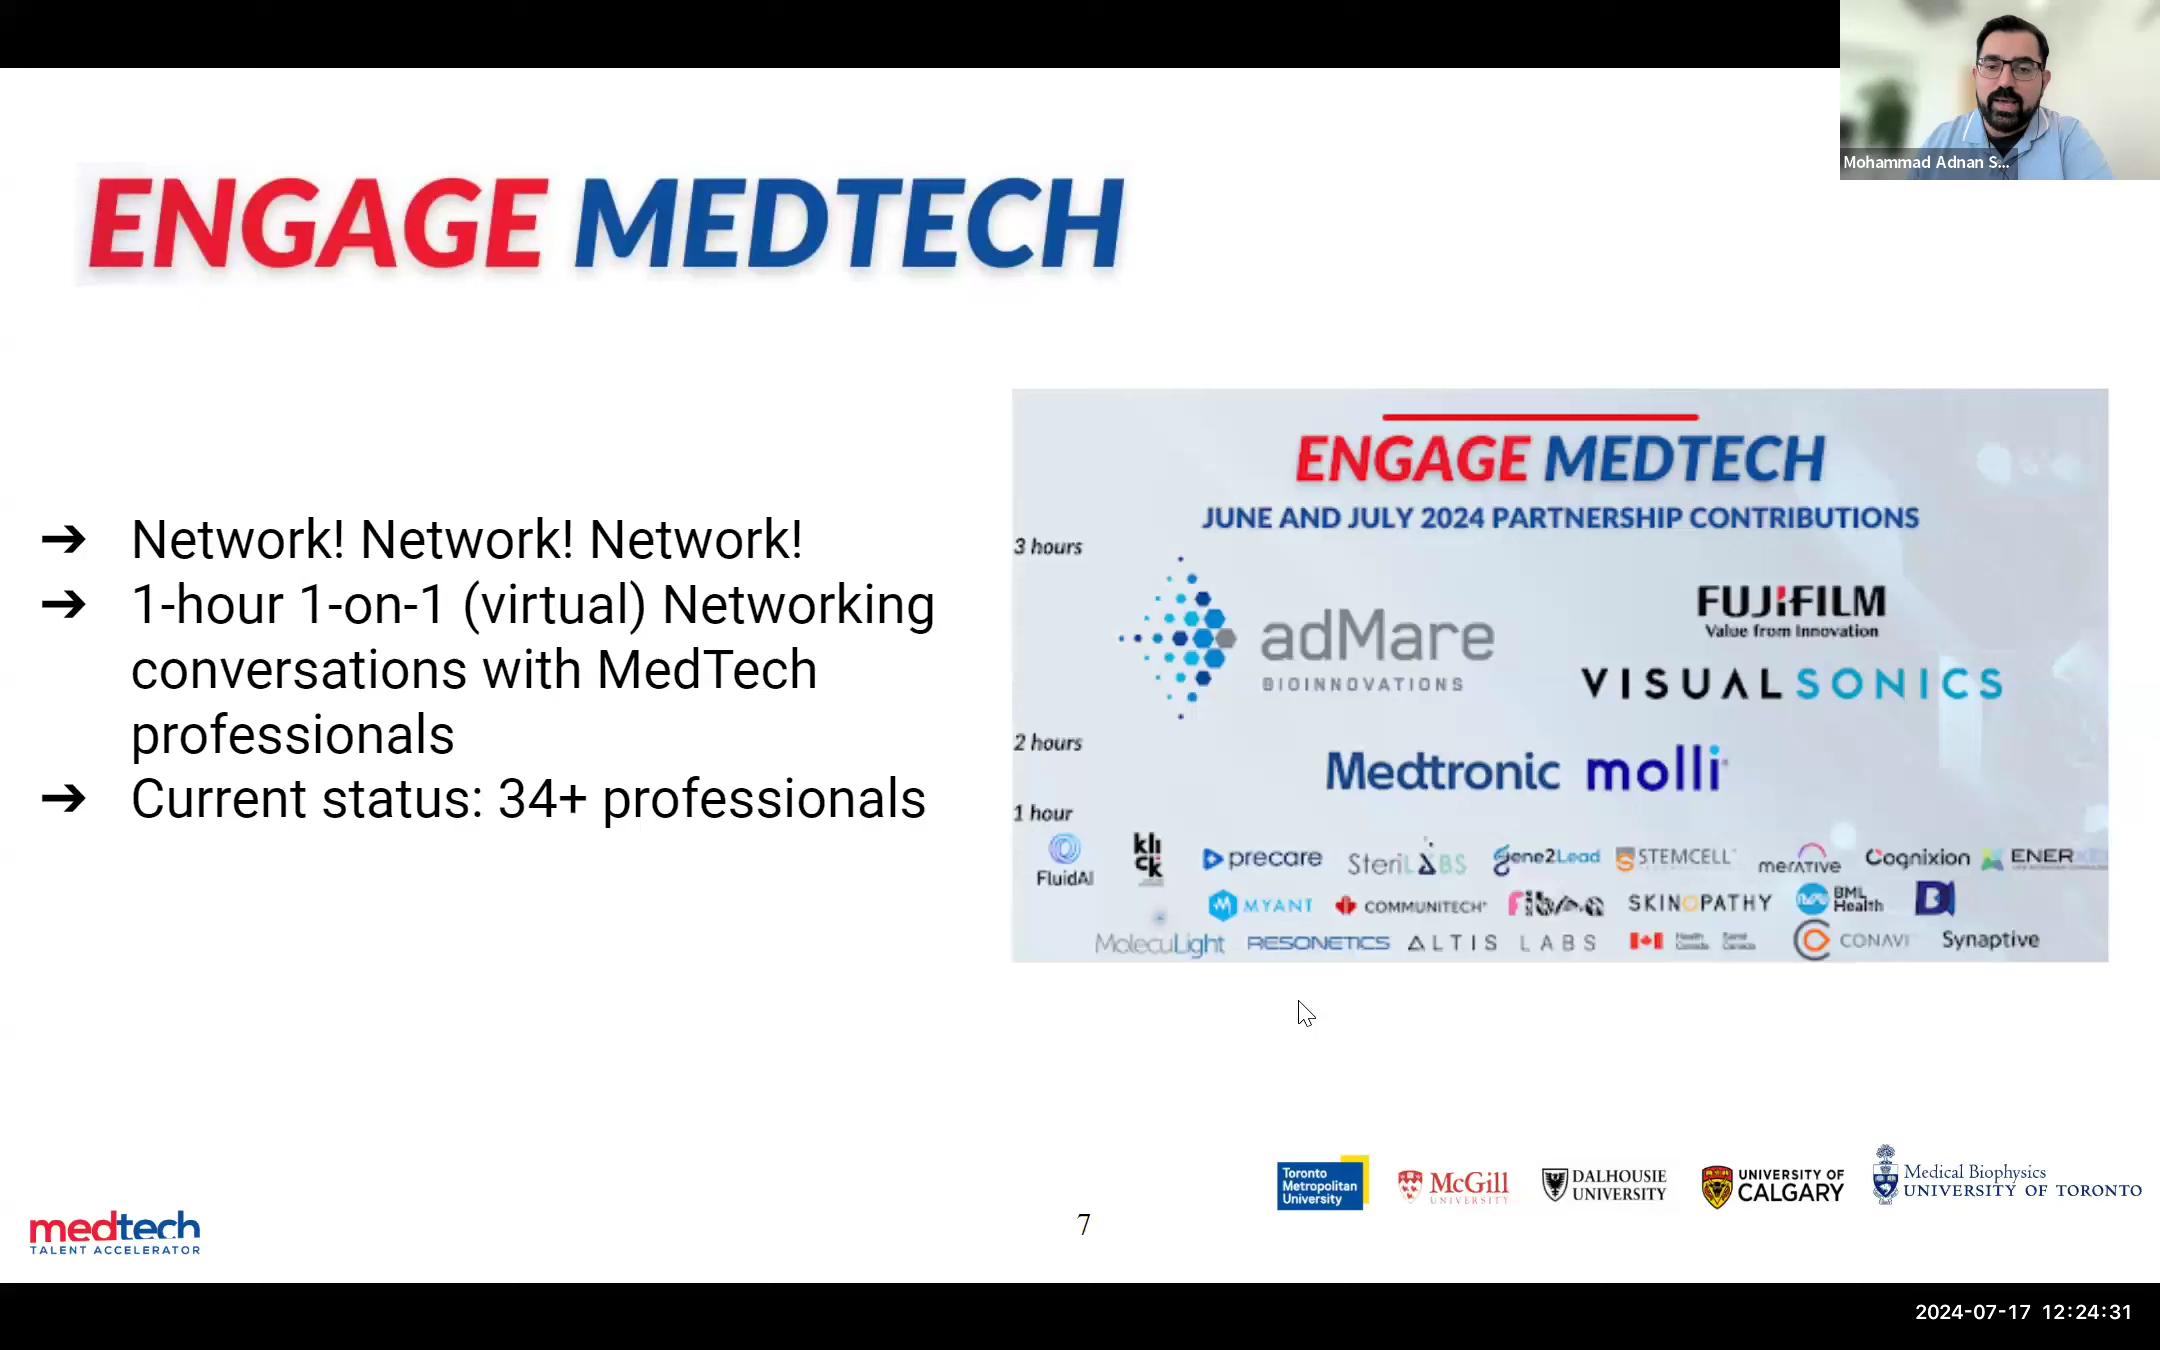 Mohammad Adnan S...
ENGAGE MEDTECH
➔ Network! Network! Network!
➔ 1-hour 1-on-1 (virtual) Networking
conversations with MedTech
professionals
➔ Current status: 34+ professionals
ENGAGE MEDTECH
JUNE AND JULY 2024 PARTNERSHIP CONTRIBUTIONS
3 hours
adMare
BIOINNOVATIONS
FUJIFILM
Value from Innovation
VISUALSONICS
2 hours
Medtronic molli
1 hour
FluidAI
klick
precare
SteriLABS
gene2Lead
STEMCELL
merative
Cognixion
MYANT
COMMUNITECH
SKINOPATHY
BML
Health
MolecuLight
RESONETICS
ALTIS LABS
Health Canada
Santé Canada
CONAVI
Synaptive
medtech
TALENT ACCELERATOR
7
Toronto
Metropolitan
University
McGill
UNIVERSITY
DALHOUSIE
UNIVERSITY
UNIVERSITY OF
CALGARY
Medical Biophysics
UNIVERSITY OF TORONTO
2024-07-17 12:24:31